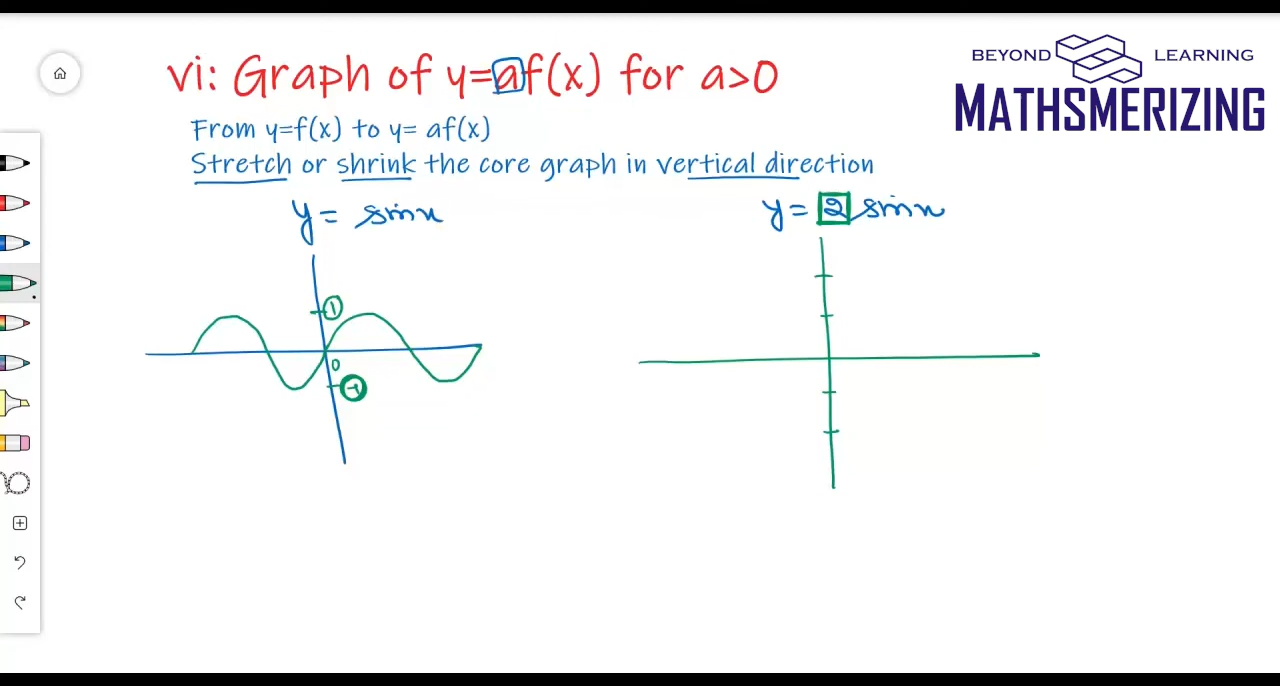 vi: Graph of y=af(x) for a>0
BEYOND LEARNING
MATHSMERIZING
From y=f(x) to y= af(x)
Stretch or shrink the core graph in vertical direction
y = sinx
y = 2 sinx
1
0
-1